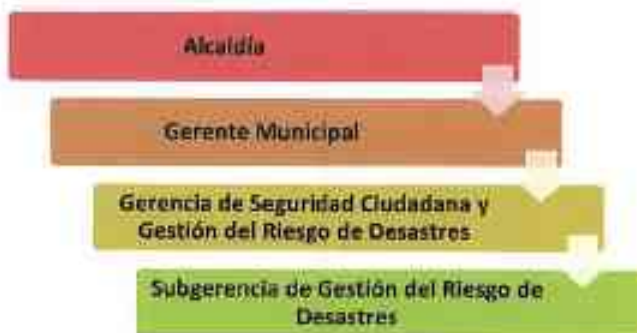 Alcaldía
Gerente Municipal
Gerencia de Seguridad Ciudadana y
Gestión del Riesgo de Desastres
Subgerencia de Gestión del Riesgo de
Desastres